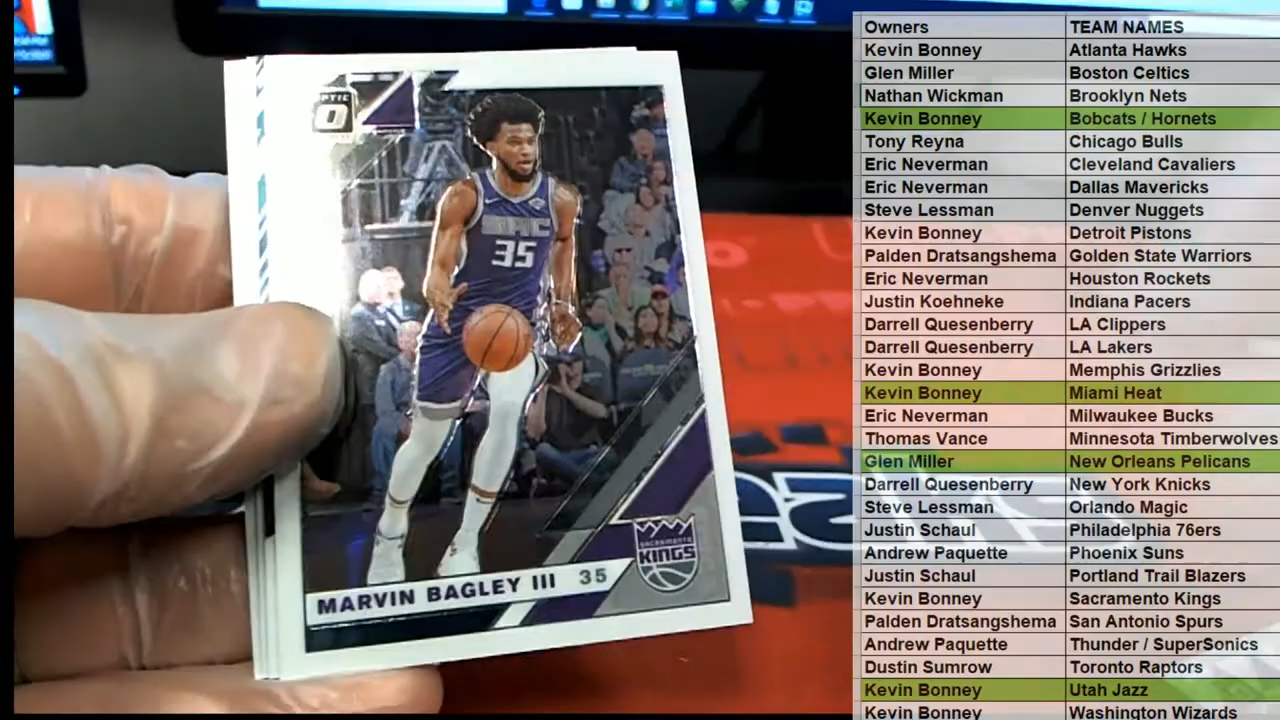 OPTIC
SAC
35
SACRAMENTO
KINGS
MARVIN BAGLEY III 35
Owners TEAM NAMES
Kevin Bonney Atlanta Hawks
Glen Miller Boston Celtics
Nathan Wickman Brooklyn Nets
Kevin Bonney Bobcats / Hornets
Tony Reyna Chicago Bulls
Eric Neverman Cleveland Cavaliers
Eric Neverman Dallas Mavericks
Steve Lessman Denver Nuggets
Kevin Bonney Detroit Pistons
Palden Dratsangshema Golden State Warriors
Eric Neverman Houston Rockets
Justin Koehneke Indiana Pacers
Darrell Quesenberry LA Clippers
Darrell Quesenberry LA Lakers
Kevin Bonney Memphis Grizzlies
Kevin Bonney Miami Heat
Eric Neverman Milwaukee Bucks
Thomas Vance Minnesota Timberwolves
Glen Miller New Orleans Pelicans
Darrell Quesenberry New York Knicks
Steve Lessman Orlando Magic
Justin Schaul Philadelphia 76ers
Andrew Paquette Phoenix Suns
Justin Schaul Portland Trail Blazers
Kevin Bonney Sacramento Kings
Palden Dratsangshema San Antonio Spurs
Andrew Paquette Thunder / SuperSonics
Dustin Sumrow Toronto Raptors
Kevin Bonney Utah Jazz
Kevin Bonney Washington Wizards